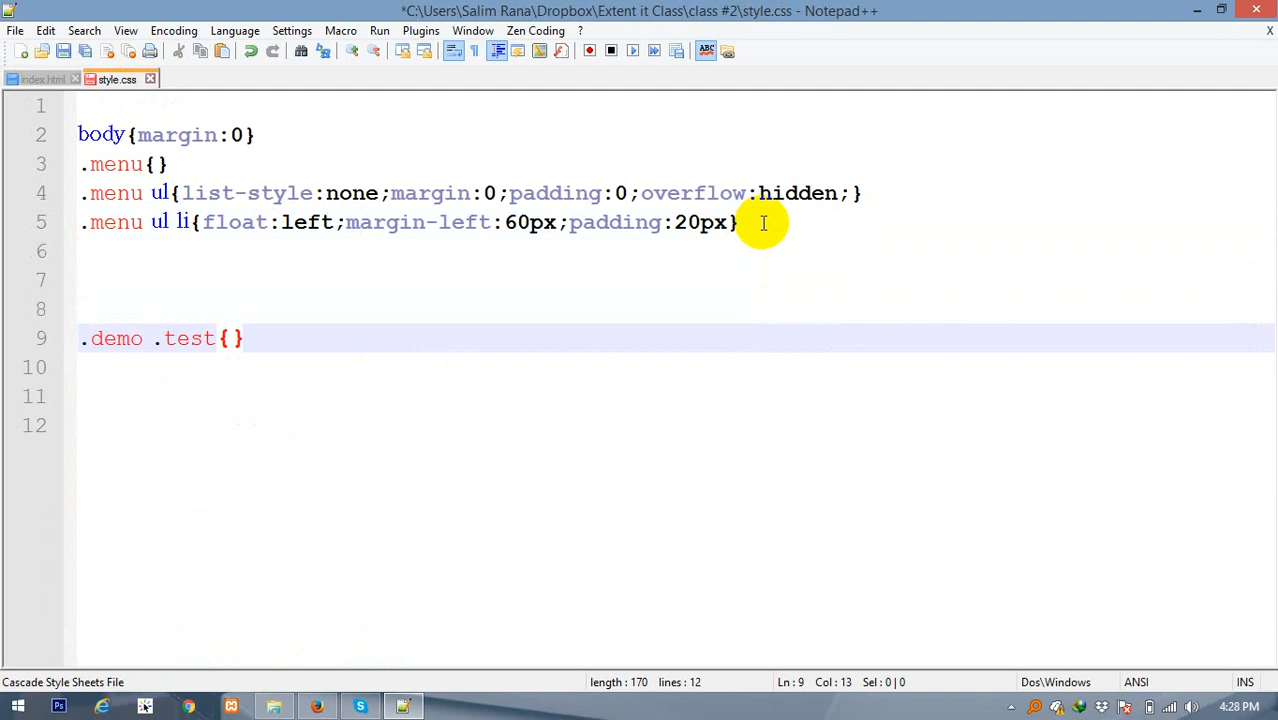 *C:\Users\Salim Rana\Dropbox\Extent it Class\class #2\style.css - Notepad++
File Edit Search View Encoding Language Settings Macro Run Plugins Window Zen Coding ? X
ABC
index.html style.css
1
2 body{margin:0}
3 .menu{}
4 .menu ul{list-style:none;margin:0;padding:0;overflow:hidden;}
5 .menu ul li{float:left;margin-left:60px;padding:20px}
6
7
8
9 .demo .test{}
10
11
12
Cascade Style Sheets File length : 170 lines : 12 Ln : 9 Col : 13 Sel : 0 | 0 Dos\Windows ANSI INS
Ps 4:28 PM